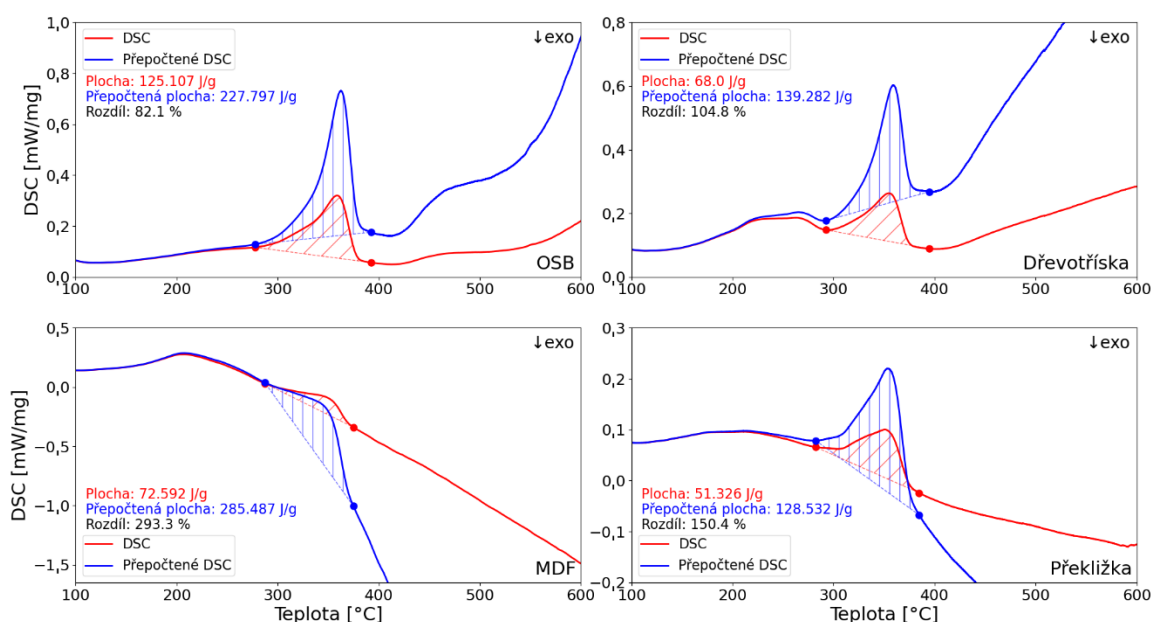 DSC [mW/mg]
1,0
0,8
0,6
0,4
0,2
0,0
DSC
Přepočtené DSC
↓exo
Plocha: 125.107 J/g
Přepočtená plocha: 227.797 J/g
Rozdíl: 82.1 %
OSB
100 200 300 400 500 600
0,8
0,6
0,4
0,2
0,0
DSC
Přepočtené DSC
↓exo
Plocha: 68.0 J/g
Přepočtená plocha: 139.282 J/g
Rozdíl: 104.8 %
Dřevotříska
100 200 300 400 500 600
DSC [mW/mg]
0,5
0,0
−0,5
−1,0
−1,5
↓exo
Plocha: 72.592 J/g
Přepočtená plocha: 285.487 J/g
Rozdíl: 293.3 %
DSC
Přepočtené DSC
MDF
100 200 300 400 500 600
Teplota [°C]
0,3
0,2
0,1
0,0
−0,1
−0,2
↓exo
Plocha: 51.326 J/g
Přepočtená plocha: 128.532 J/g
Rozdíl: 150.4 %
DSC
Přepočtené DSC
Překližka
100 200 300 400 500 600
Teplota [°C]